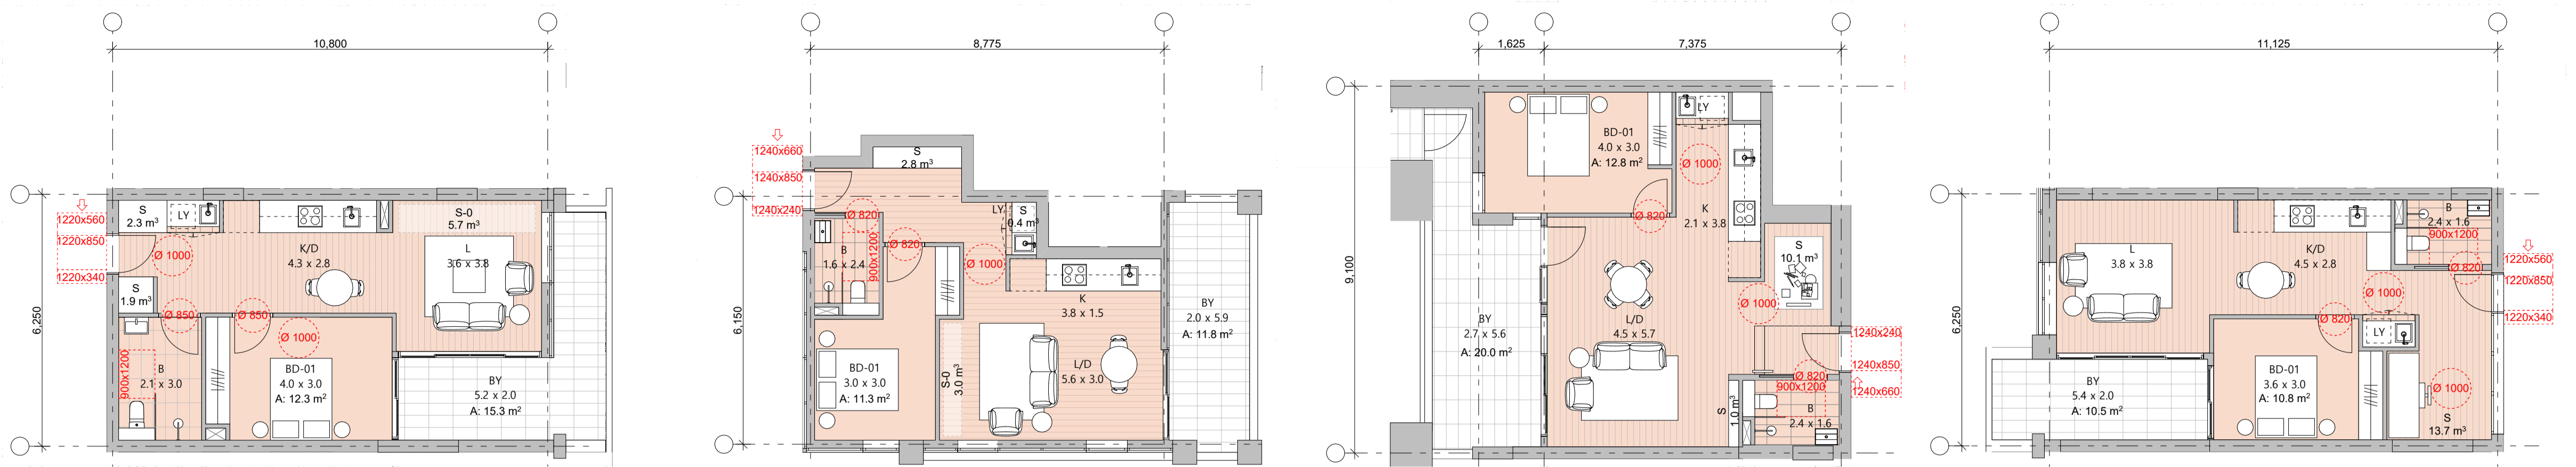 10,800
6,250
1220x560
1220x850
1220x340
S
2.3 m³
LY
Ø 1000
S
1.9 m³
Ø 850
Ø 850
K/D
4.3 x 2.8
S-0
5.7 m³
L
3.6 x 3.8
900x1200
B
2.1 x 3.0
Ø 1000
BD-01
4.0 x 3.0
A: 12.3 m²
BY
5.2 x 2.0
A: 15.3 m²
8,775
6,150
1240x660
1240x850
1240x240
S
2.8 m³
Ø 820
LY
S
0.4 m³
B
1.6 x 2.4
900x1200
Ø 820
Ø 1000
K
3.8 x 1.5
BY
2.0 x 5.9
A: 11.8 m²
BD-01
3.0 x 3.0
A: 11.3 m²
S-0
3.0 m³
L/D
5.6 x 3.0
1,625
7,375
9,100
BD-01
4.0 x 3.0
A: 12.8 m²
LY
Ø 1000
Ø 820
K
2.1 x 3.8
S
10.1 m³
Ø 1000
BY
2.7 x 5.6
A: 20.0 m²
L/D
4.5 x 5.7
1240x240
1240x850
1240x660
Ø 820
900x1200
B
2.4 x 1.6
S
1.0 m³
11,125
6,250
L
3.8 x 3.8
K/D
4.5 x 2.8
B
2.4 x 1.6
900x1200
Ø 820
1220x560
1220x850
1220x340
Ø 1000
Ø 820
LY
BY
5.4 x 2.0
A: 10.5 m²
BD-01
3.6 x 3.0
A: 10.8 m²
Ø 1000
S
13.7 m³